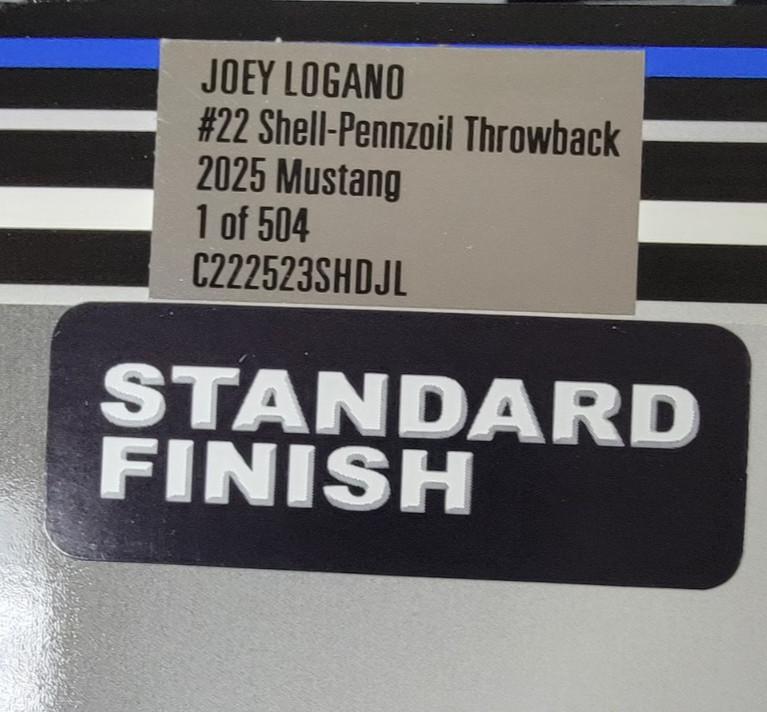 JOEY LOGANO
#22 Shell-Pennzoil Throwback
2025 Mustang
1 of 504
C222523SHDJL
STANDARD
FINISH